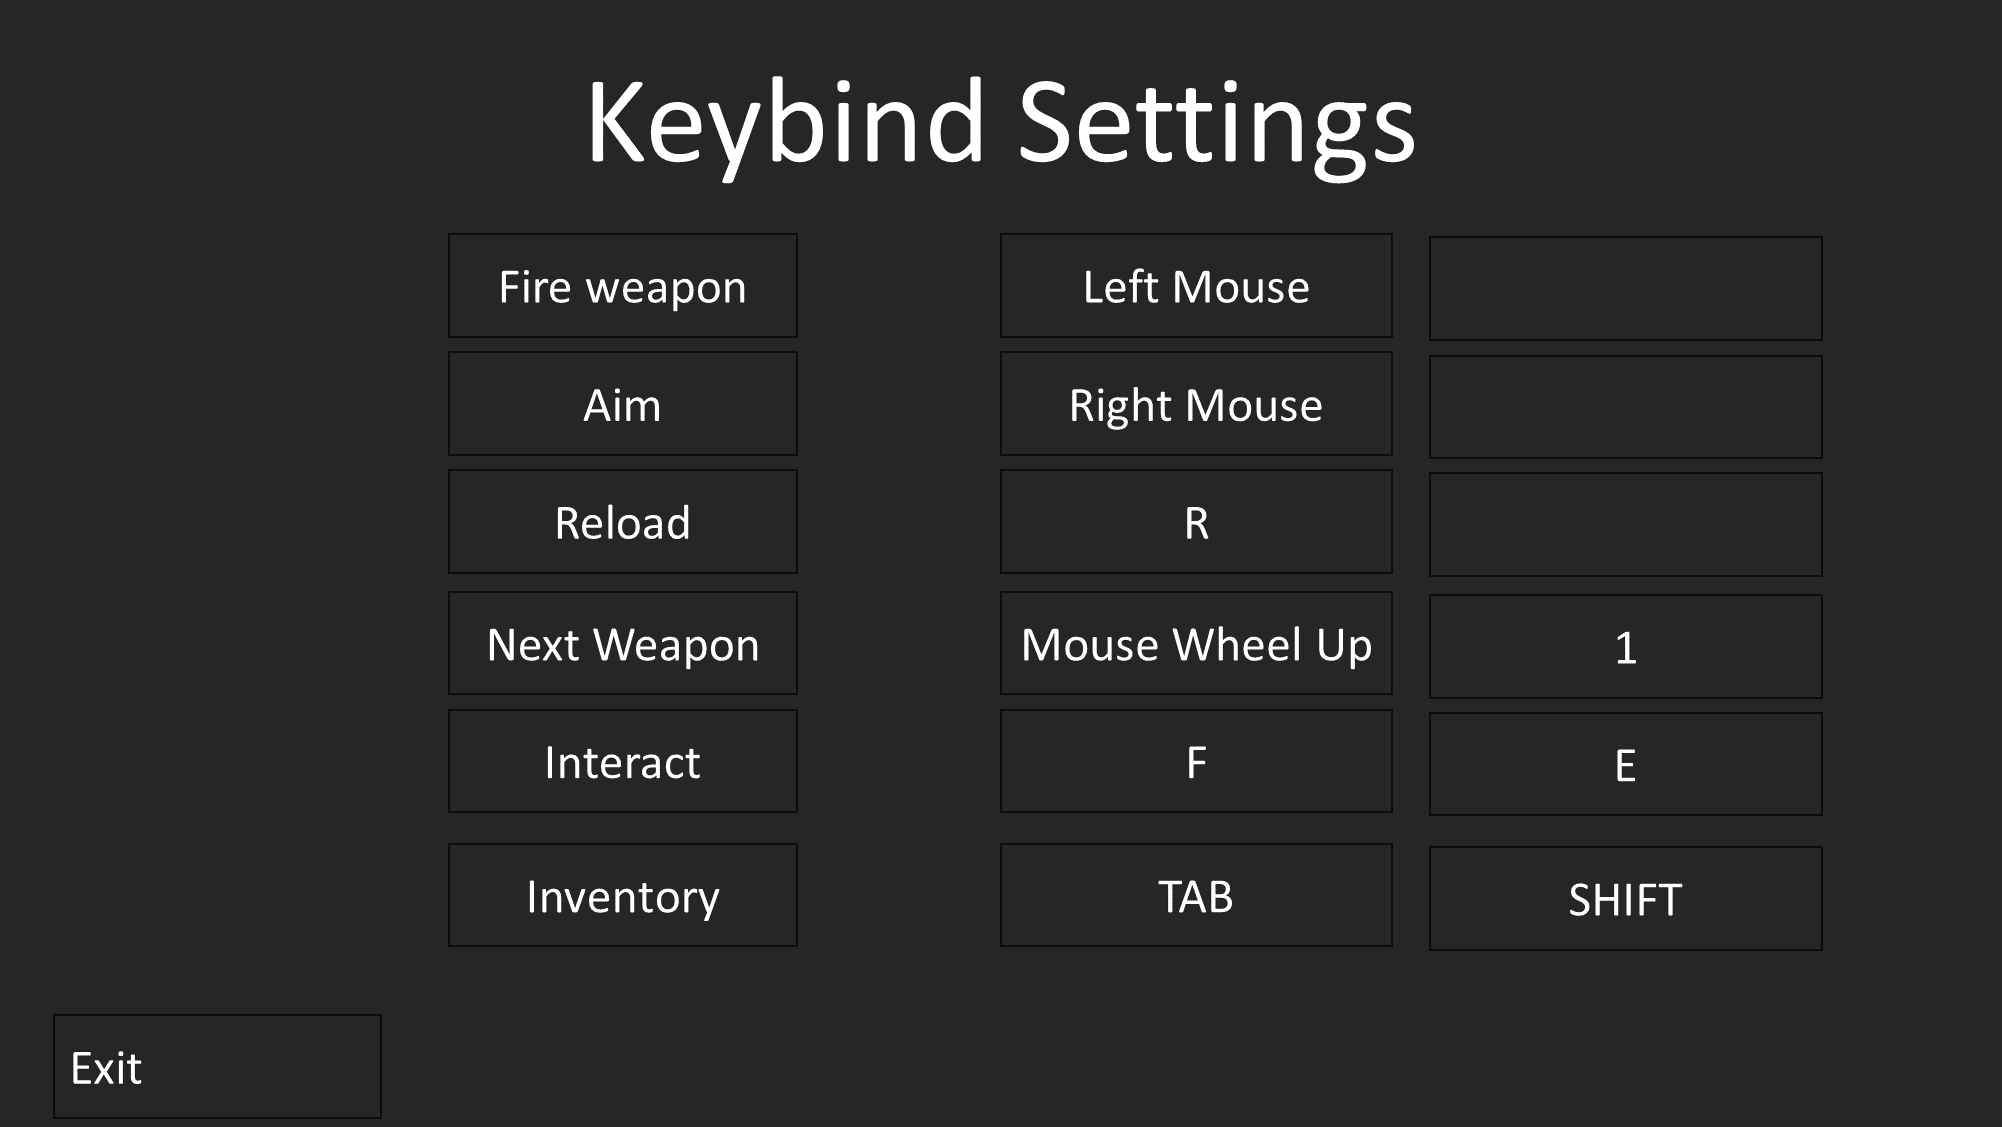 Keybind Settings
Fire weapon Left Mouse
Aim Right Mouse
Reload R
Next Weapon Mouse Wheel Up 1
Interact F E
Inventory TAB SHIFT
Exit